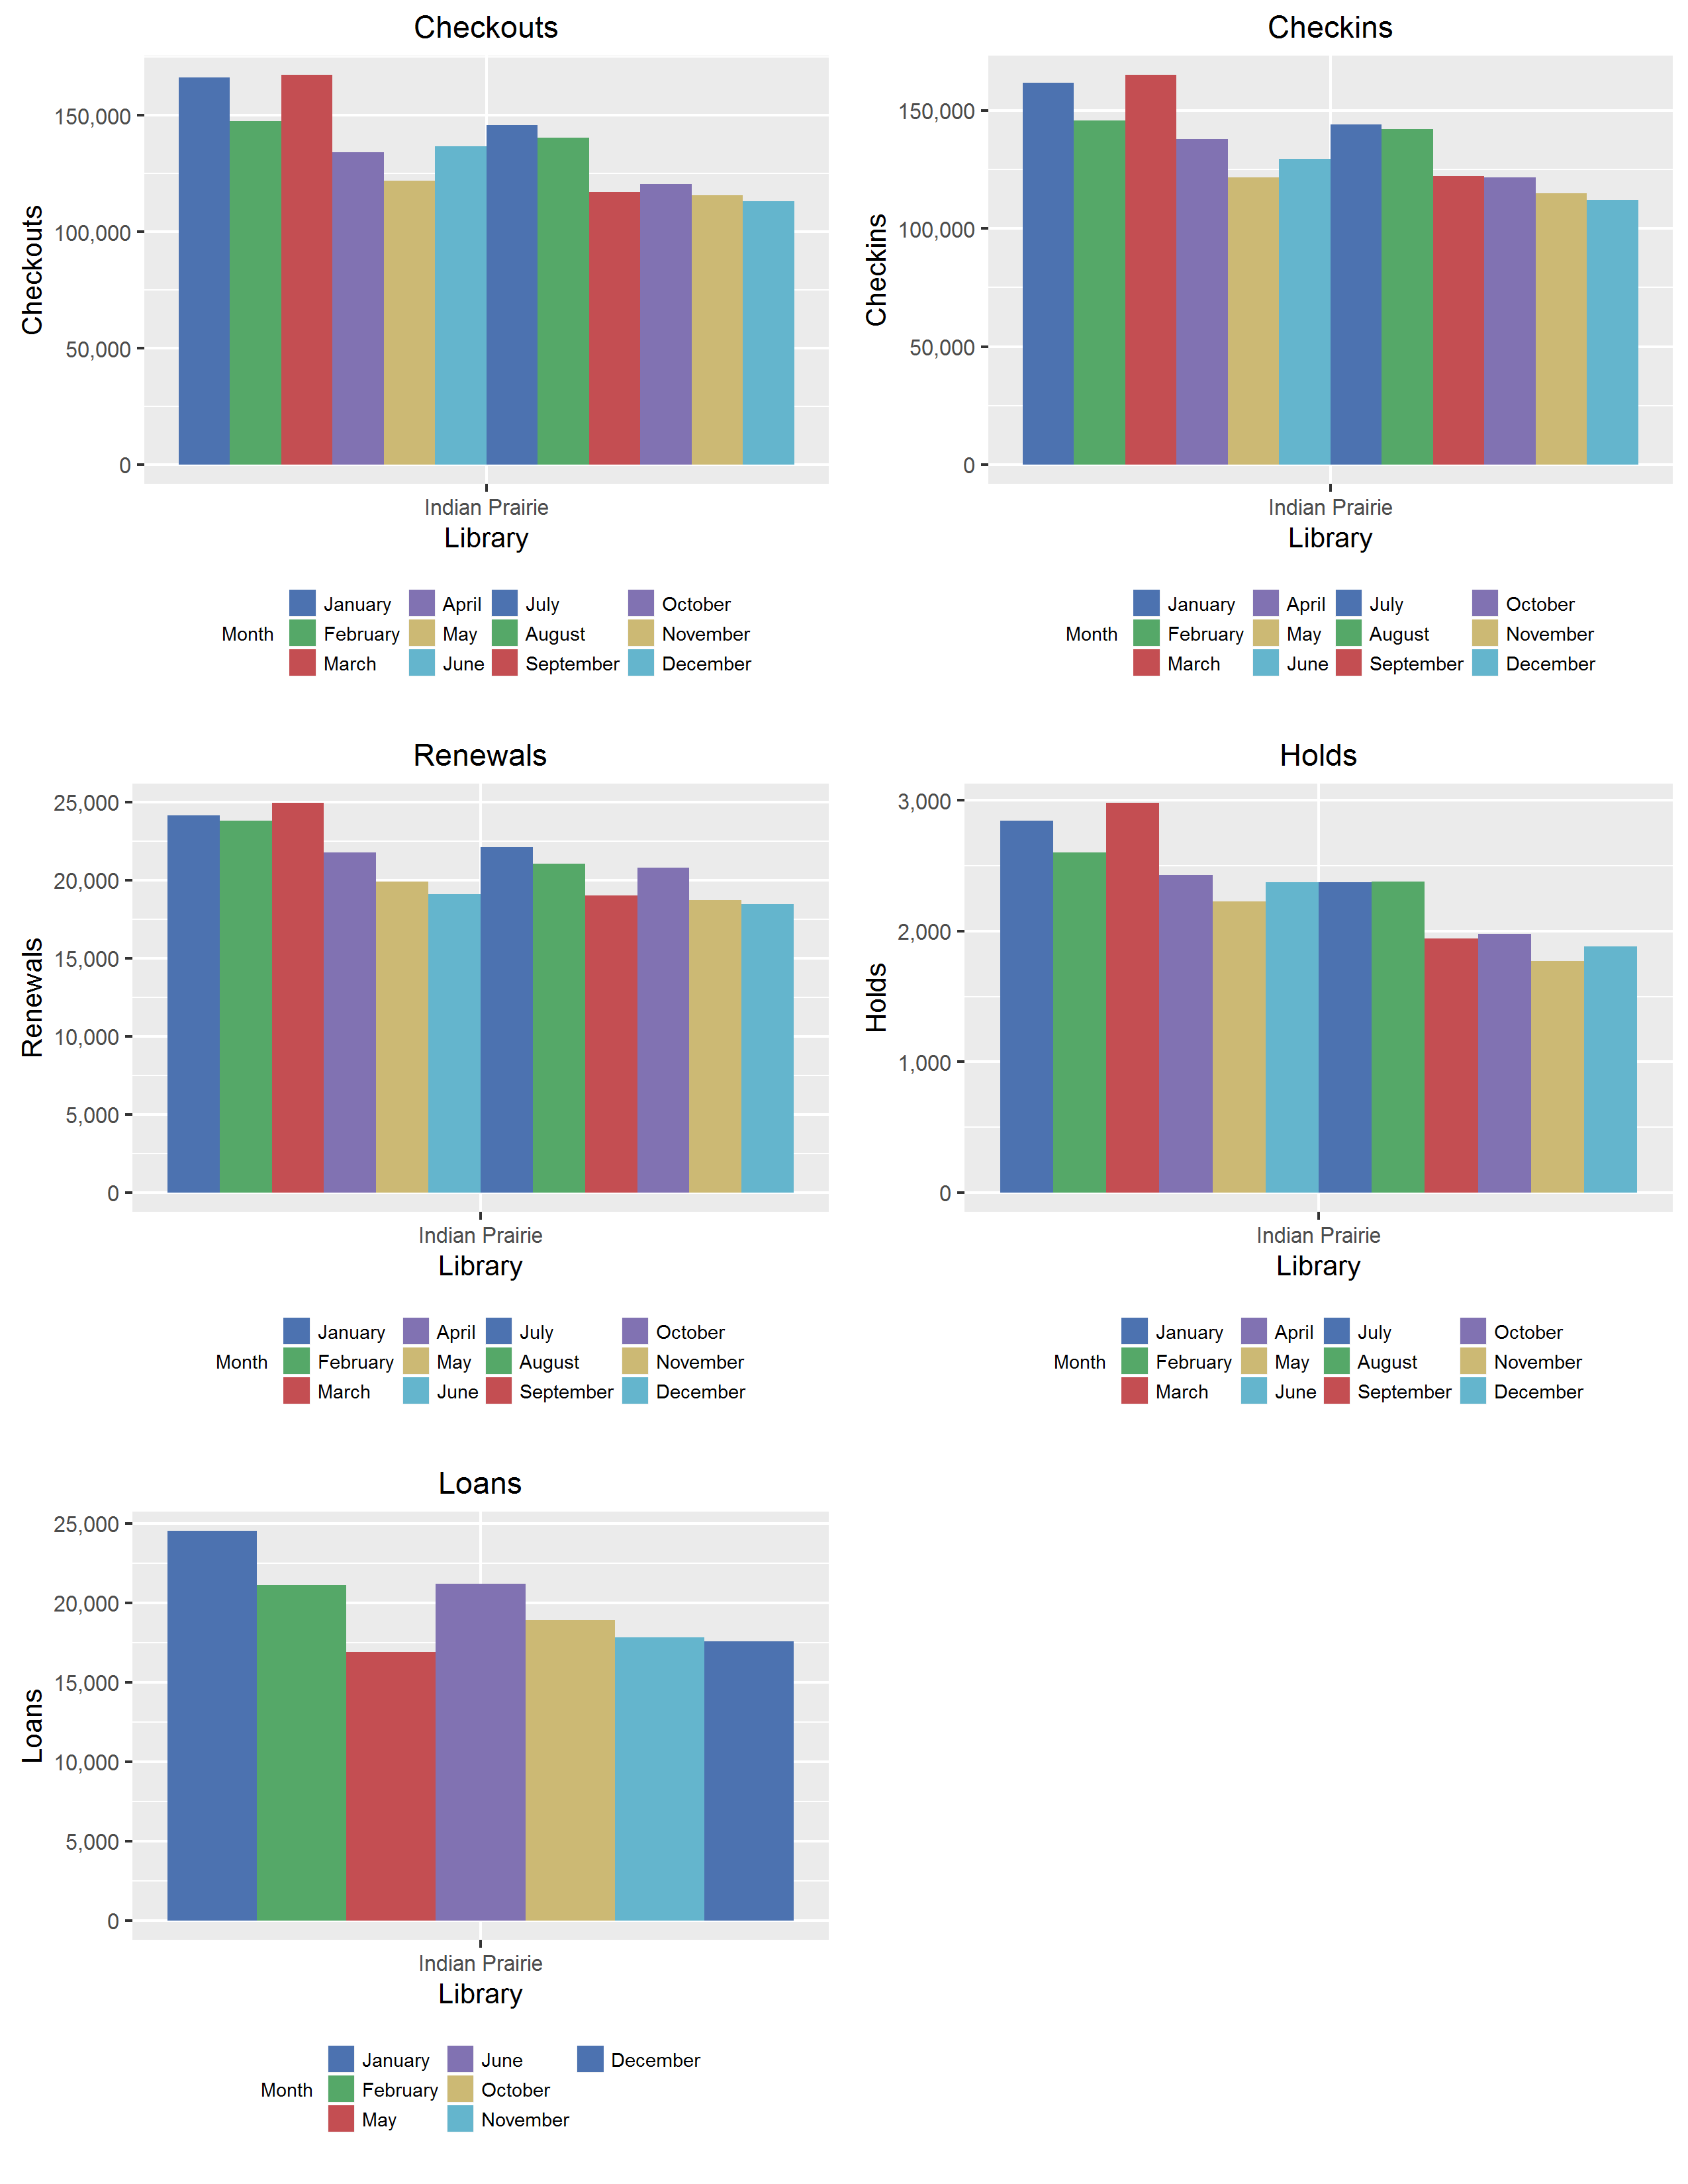 Checkouts
150,000
100,000
50,000
0
Checkouts
Indian Prairie
Library
Month
January
April
July
October
February
May
August
November
March
June
September
December
Checkins
150,000
100,000
50,000
0
Checkins
Indian Prairie
Library
Month
January
April
July
October
February
May
August
November
March
June
September
December
Renewals
25,000
20,000
15,000
10,000
5,000
0
Renewals
Indian Prairie
Library
Month
January
April
July
October
February
May
August
November
March
June
September
December
Holds
3,000
2,000
1,000
0
Holds
Indian Prairie
Library
Month
January
April
July
October
February
May
August
November
March
June
September
December
Loans
25,000
20,000
15,000
10,000
5,000
0
Loans
Indian Prairie
Library
Month
January
June
December
February
October
May
November